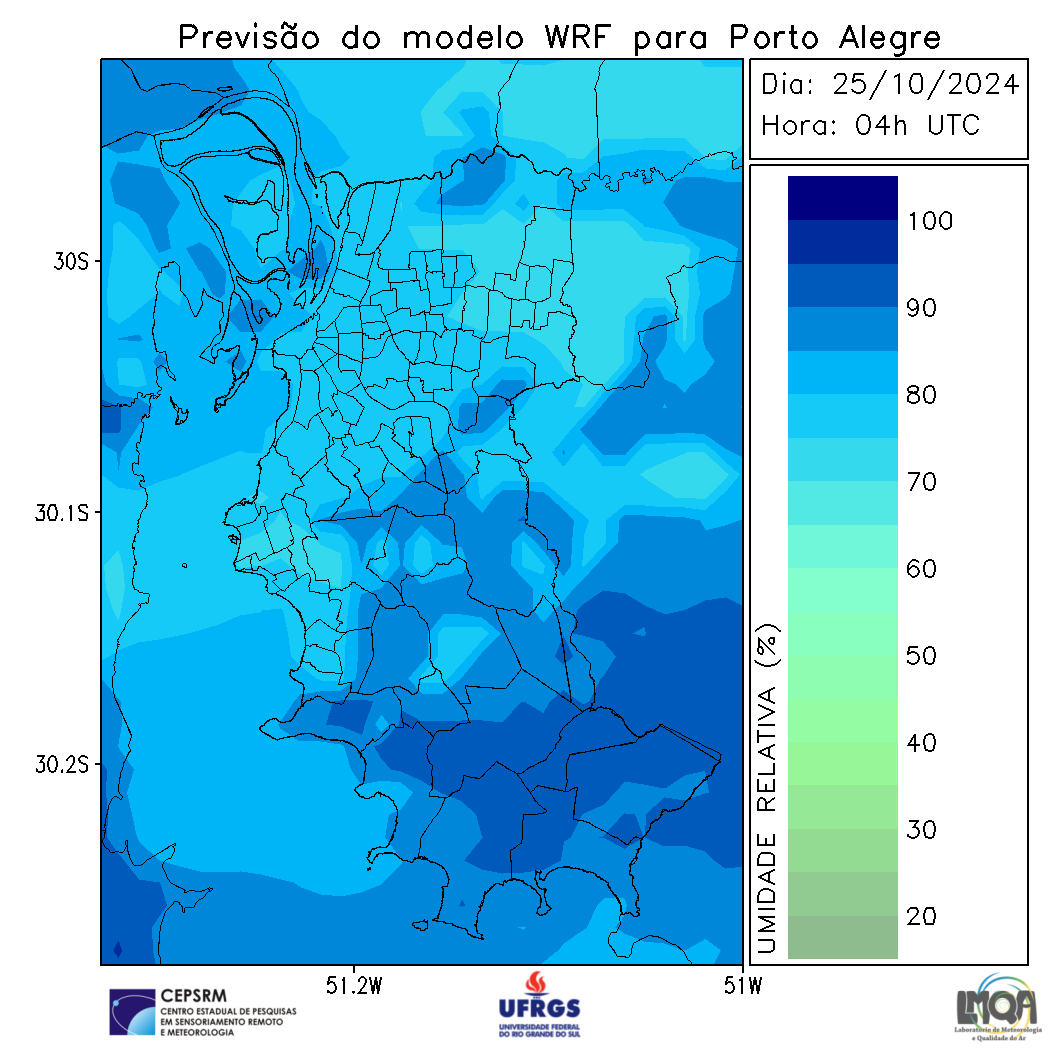 Previsão do modelo WRF para Porto Alegre
Dia: 25/10/2024
Hora: 04h UTC
30S
30.1S
30.2S
51.2W
51W
100
90
80
70
60
50
40
30
20
UMIDADE RELATIVA (%)
CEPSRM
CENTRO ESTADUAL DE PESQUISAS
EM SENSORIAMENTO REMOTO
E METEOROLOGIA
UFRGS
UNIVERSIDADE FEDERAL
DO RIO GRANDE DO SUL
LMQA
Laboratório de Meteorologia
e Qualidade do Ar